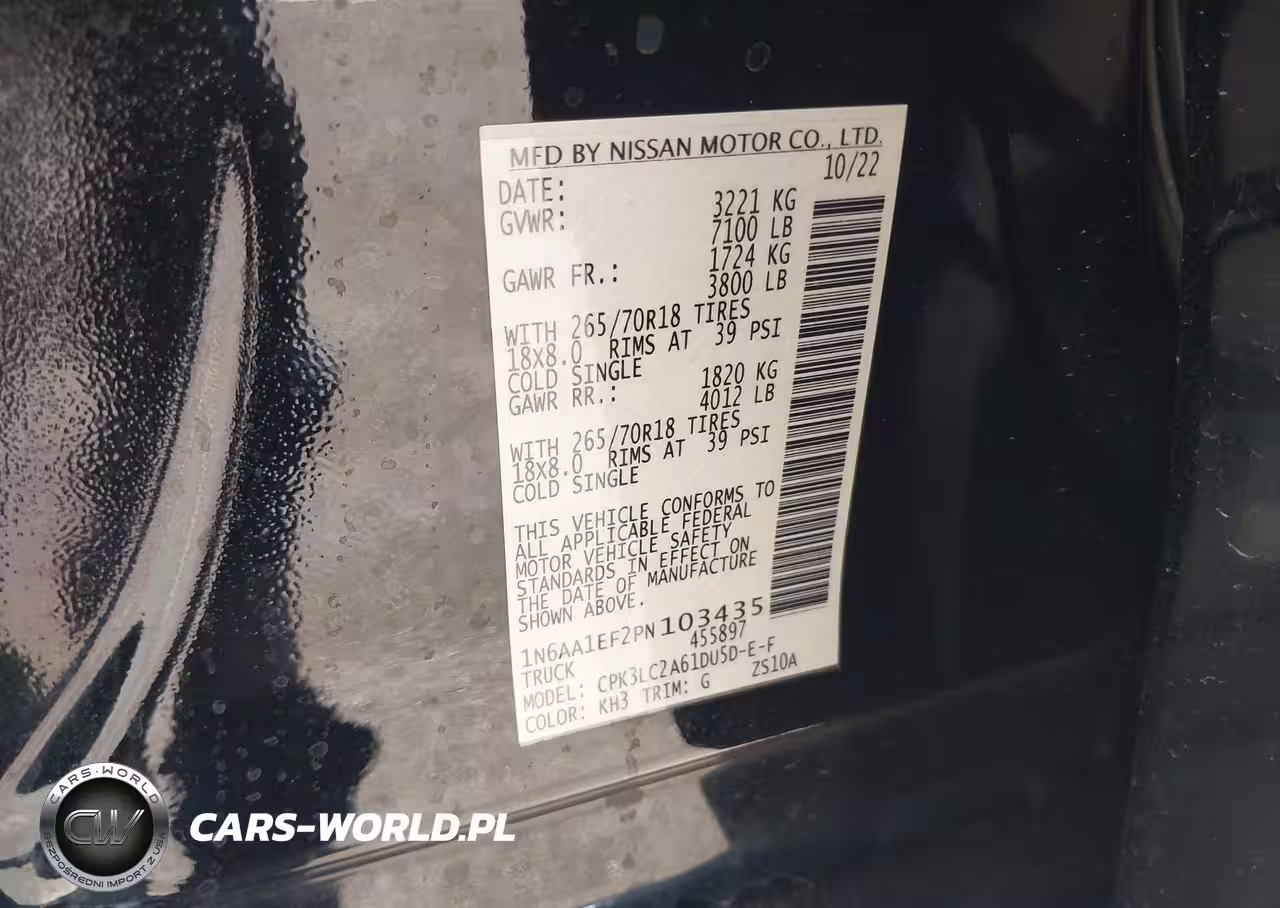 MFD BY NISSAN MOTOR CO., LTD.
DATE: 10/22
GVWR: 3221 KG
7100 LB
GAWR FR.: 1724 KG
3800 LB
WITH 265/70R18 TIRES
18X8.0 RIMS AT 39 PSI
COLD SINGLE
GAWR RR.: 1820 KG
4012 LB
WITH 265/70R18 TIRES
18X8.0 RIMS AT 39 PSI
COLD SINGLE
THIS VEHICLE CONFORMS TO
ALL APPLICABLE FEDERAL
MOTOR VEHICLE SAFETY
STANDARDS IN EFFECT ON
THE DATE OF MANUFACTURE
SHOWN ABOVE.
1N6AA1EF2PN103435
TRUCK 455897
MODEL: CPK3LC2A61DU5D-E-F
COLOR: KH3 TRIM: G ZS10A
CARS-WORLD
CW
BEZPOŚREDNI IMPORT Z USA
CARS-WORLD.PL